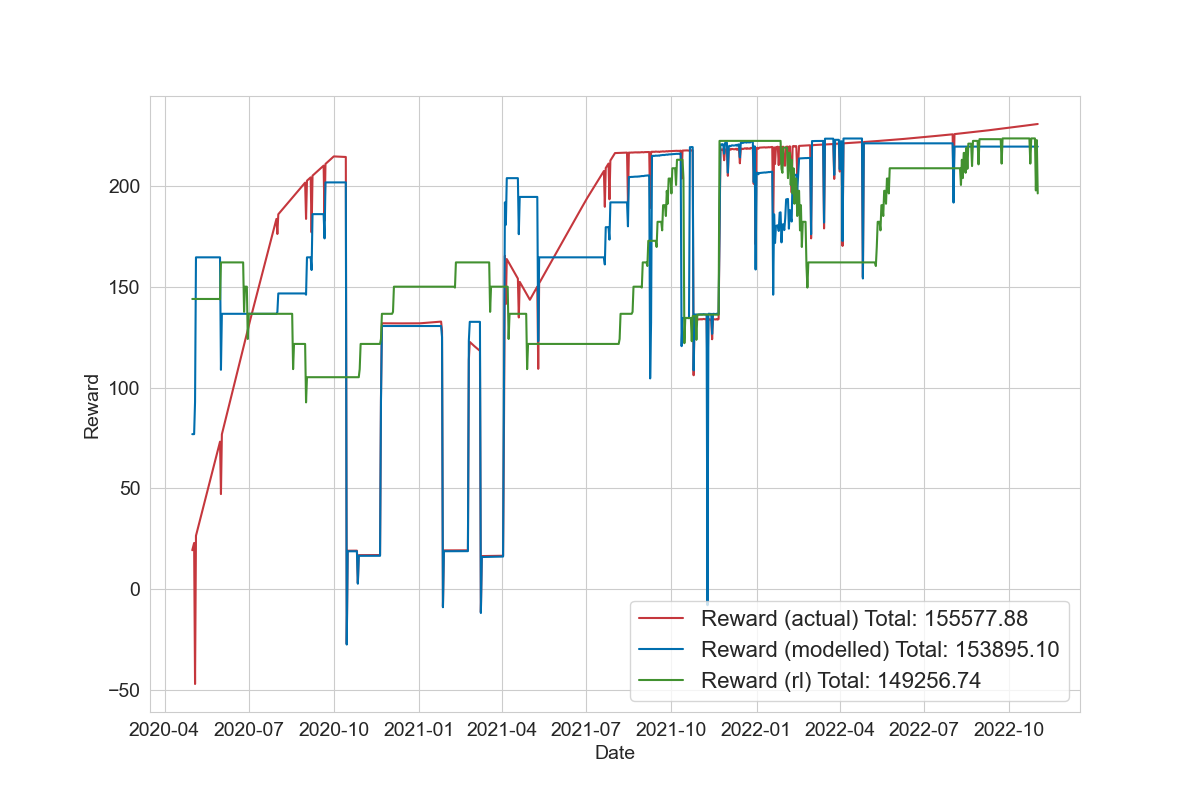 200
150
100
50
0
−50
Reward
2020-04 2020-07 2020-10 2021-01 2021-04 2021-07 2021-10 2022-01 2022-04 2022-07 2022-10
Date
Reward (actual) Total: 155577.88
Reward (modelled) Total: 153895.10
Reward (rl) Total: 149256.74